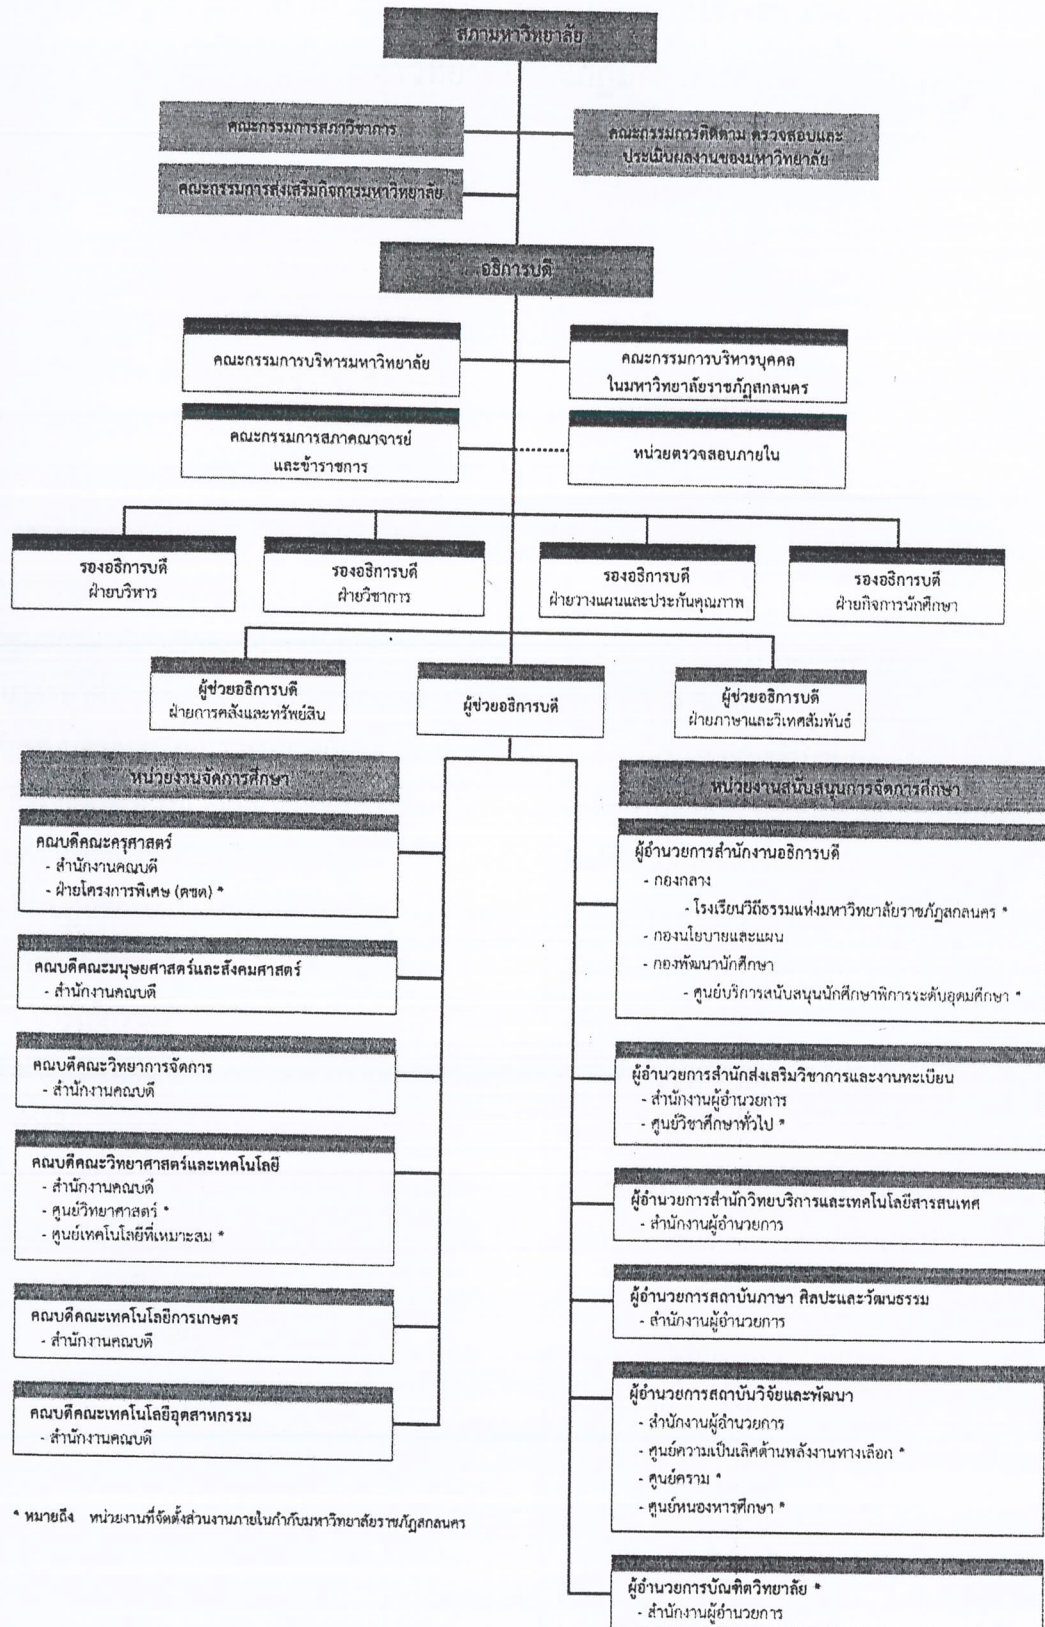 สภามหาวิทยาลัย
คณะกรรมการสภาวิชาการ
คณะกรรมการติดตาม ตรวจสอบและ
ประเมินผลงานของมหาวิทยาลัย
คณะกรรมการส่งเสริมกิจการมหาวิทยาลัย
อธิการบดี
คณะกรรมการบริหารมหาวิทยาลัย
คณะกรรมการบริหารบุคคล
ในมหาวิทยาลัยราชภัฏสกลนคร
คณะกรรมการสภาคณาจารย์
และข้าราชการ
หน่วยตรวจสอบภายใน
รองอธิการบดี
ฝ่ายบริหาร
รองอธิการบดี
ฝ่ายวิชาการ
รองอธิการบดี
ฝ่ายวางแผนและประกันคุณภาพ
รองอธิการบดี
ฝ่ายกิจการนักศึกษา
ผู้ช่วยอธิการบดี
ฝ่ายการคลังและทรัพย์สิน
ผู้ช่วยอธิการบดี
ผู้ช่วยอธิการบดี
ฝ่ายภาษาและวิเทศสัมพันธ์
หน่วยงานจัดการศึกษา
คณบดีคณะครุศาสตร์
- สำนักงานคณบดี
- ฝ่ายโครงการพิเศษ (ตชด) *
คณบดีคณะมนุษยศาสตร์และสังคมศาสตร์
- สำนักงานคณบดี
คณบดีคณะวิทยาการจัดการ
- สำนักงานคณบดี
คณบดีคณะวิทยาศาสตร์และเทคโนโลยี
- สำนักงานคณบดี
- ศูนย์วิทยาศาสตร์ *
- ศูนย์เทคโนโลยีที่เหมาะสม *
คณบดีคณะเทคโนโลยีการเกษตร
- สำนักงานคณบดี
คณบดีคณะเทคโนโลยีอุตสาหกรรม
- สำนักงานคณบดี
* หมายถึง หน่วยงานที่จัดตั้งส่วนงานภายในกำกับมหาวิทยาลัยราชภัฏสกลนคร
หน่วยงานสนับสนุนการจัดการศึกษา
ผู้อำนวยการสำนักงานอธิการบดี
- กองกลาง
- โรงเรียนวิถีธรรมแห่งมหาวิทยาลัยราชภัฏสกลนคร *
- กองนโยบายและแผน
- กองพัฒนานักศึกษา
- ศูนย์บริการสนับสนุนนักศึกษาพิการระดับอุดมศึกษา *
ผู้อำนวยการสำนักส่งเสริมวิชาการและงานทะเบียน
- สำนักงานผู้อำนวยการ
- ศูนย์วิชาศึกษาทั่วไป *
ผู้อำนวยการสำนักวิทยบริการและเทคโนโลยีสารสนเทศ
- สำนักงานผู้อำนวยการ
ผู้อำนวยการสถาบันภาษา ศิลปะและวัฒนธรรม
- สำนักงานผู้อำนวยการ
ผู้อำนวยการสถาบันวิจัยและพัฒนา
- สำนักงานผู้อำนวยการ
- ศูนย์ความเป็นเลิศด้านพลังงานทางเลือก *
- ศูนย์คราม *
- ศูนย์หนองหารศึกษา *
ผู้อำนวยการบัณฑิตวิทยาลัย *
- สำนักงานผู้อำนวยการ